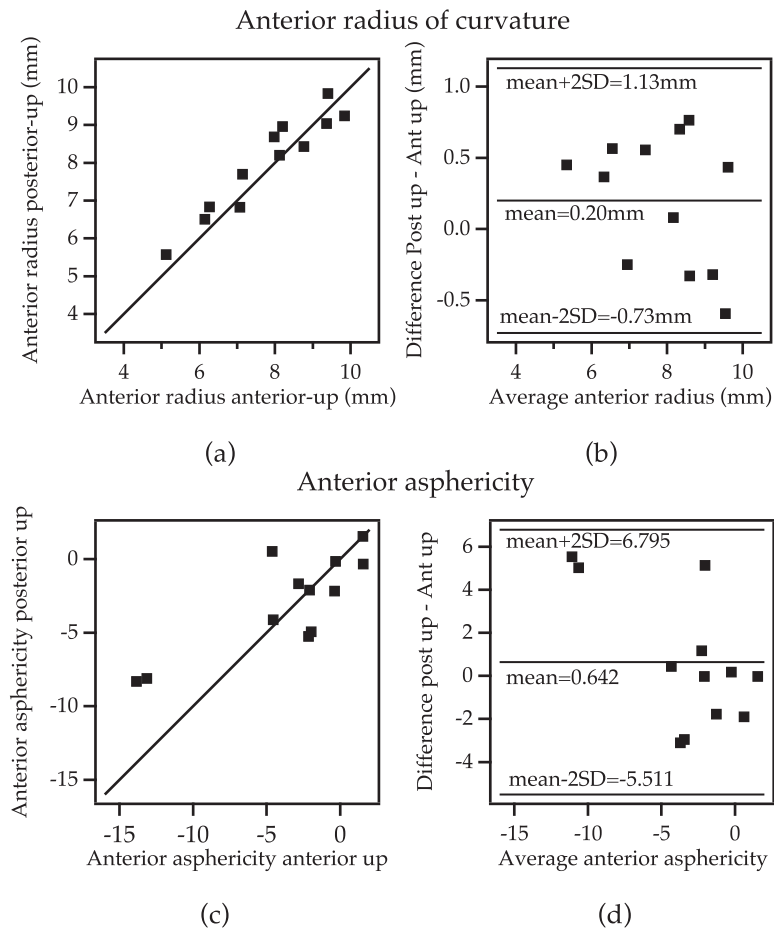 Anterior radius of curvature
Anterior radius posterior-up (mm)
10
9
8
7
6
5
4
4
6
8
10
Anterior radius anterior-up (mm)
(a)
Difference Post up - Ant up (mm)
1.0
0.5
0.0
-0.5
mean+2SD=1.13mm
mean=0.20mm
mean-2SD=-0.73mm
4
6
8
10
Average anterior radius (mm)
(b)
Anterior asphericity
Anterior asphericity posterior up
0
-5
-10
-15
-15
-10
-5
0
Anterior asphericity anterior up
(c)
Difference post up - Ant up
6
4
2
0
-2
-4
mean+2SD=6.795
mean=0.642
mean-2SD=-5.511
-15
-10
-5
0
Average anterior asphericity
(d)